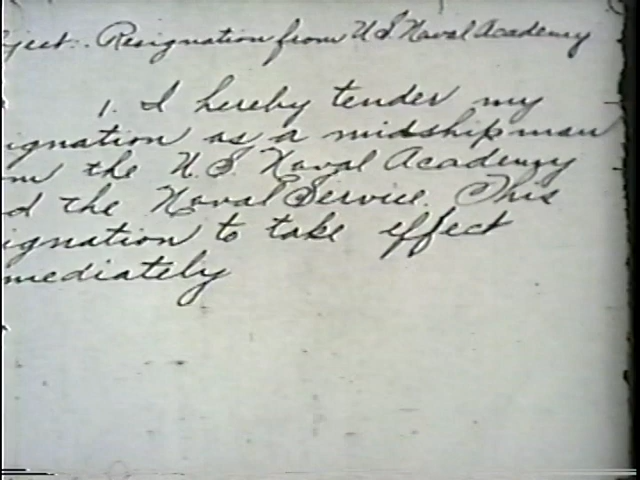 ject: Resignation from U S Naval Academy
1. I hereby tender my
ignation as a midshipman
om the U. S. Naval Academy
d the Naval Service. This
ignation to take effect
mediately